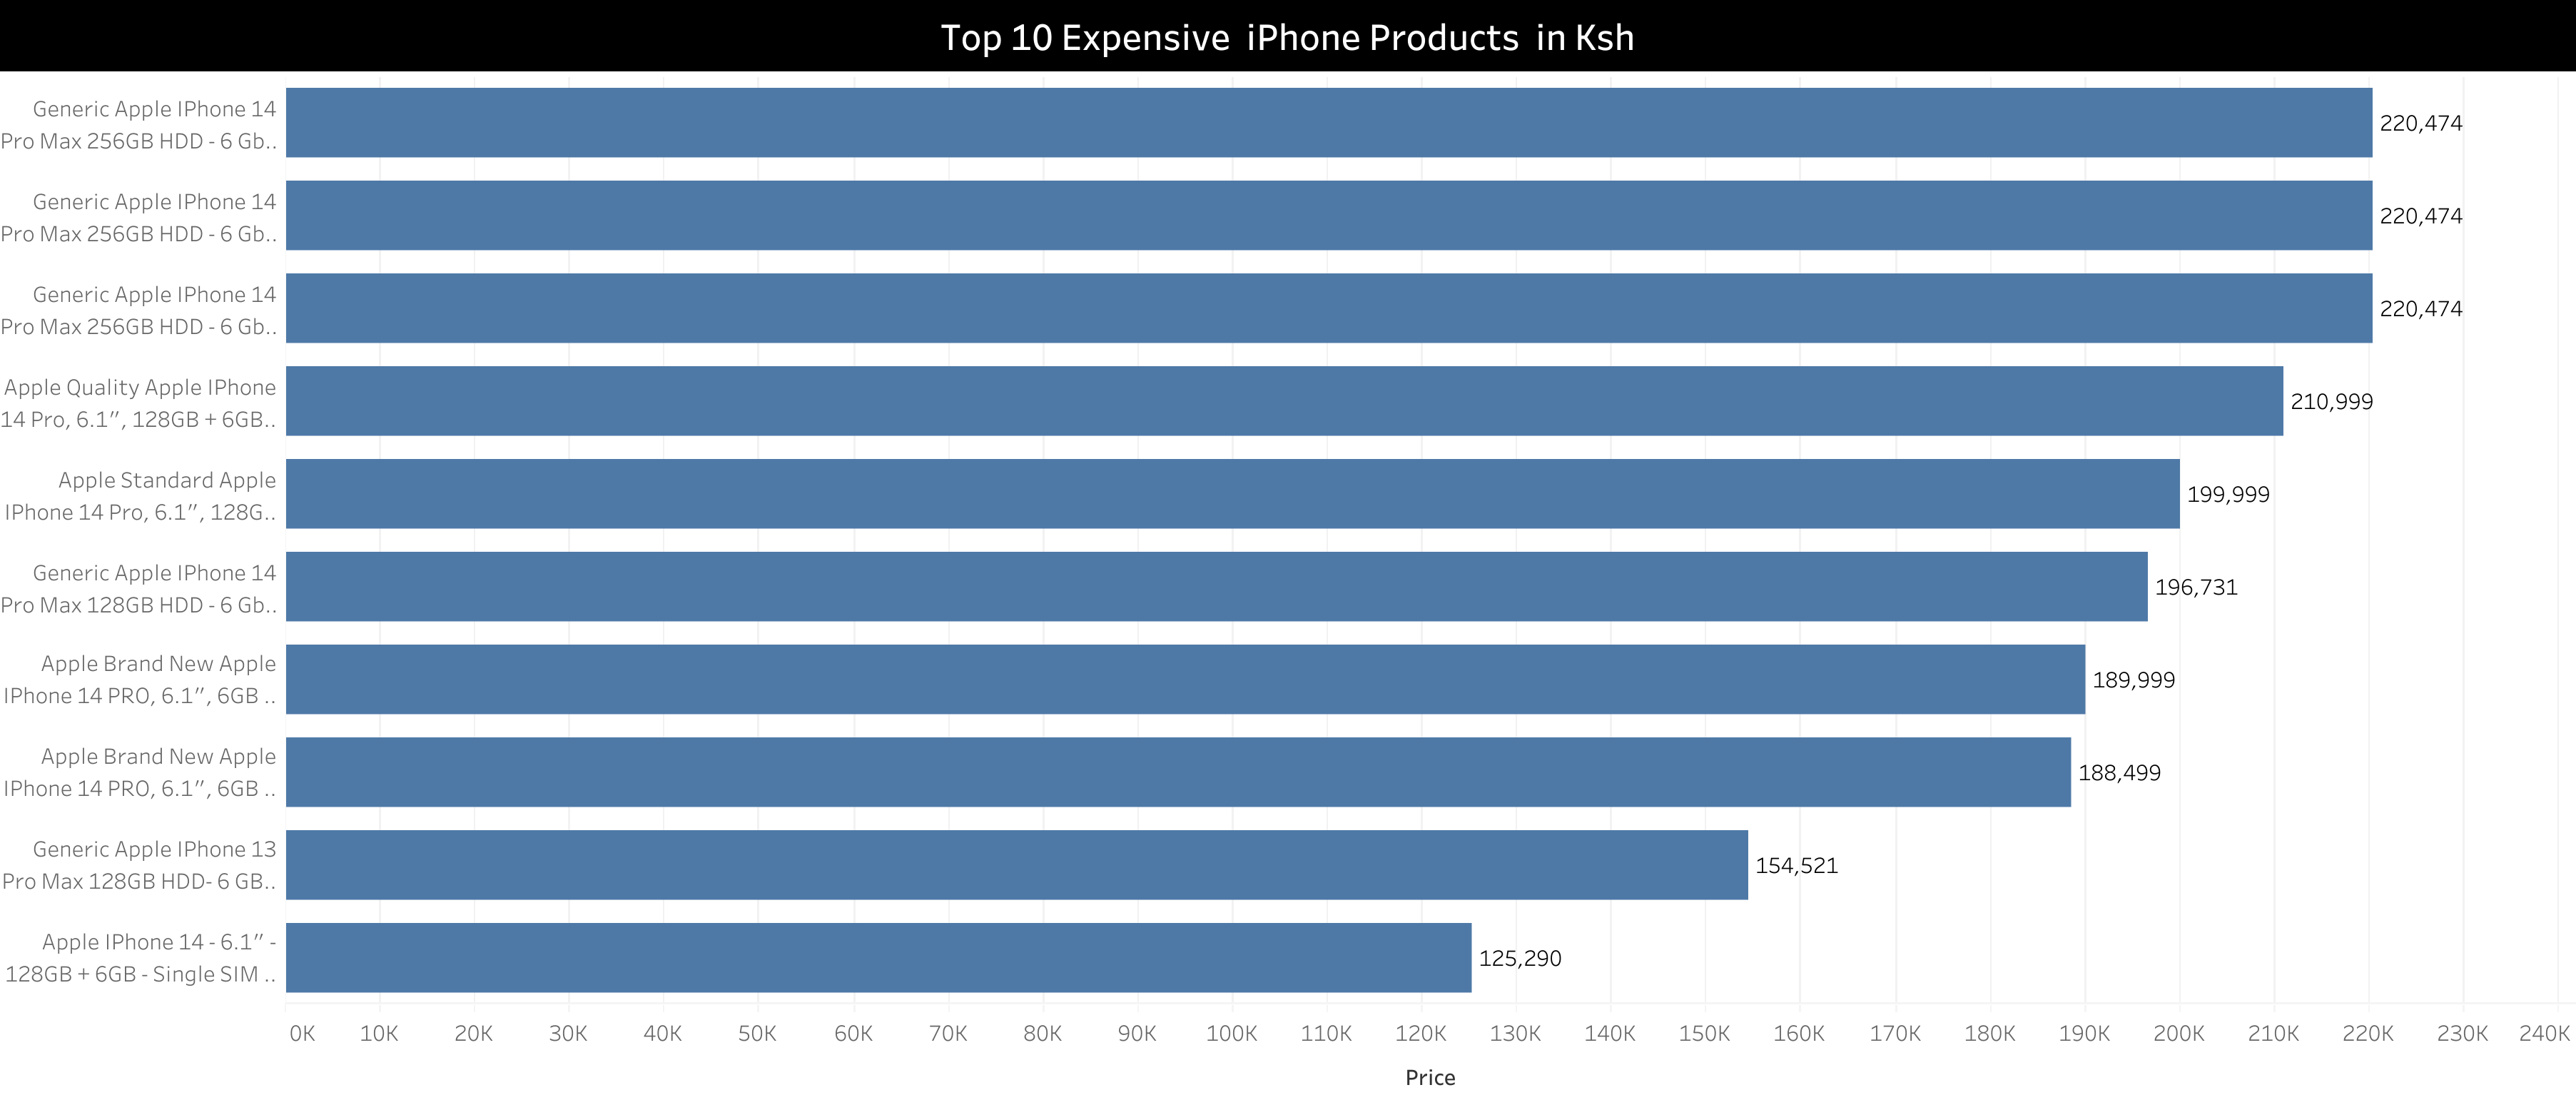 Top 10 Expensive  iPhone Products  in Ksh
Generic Apple IPhone 14
Pro Max 256GB HDD - 6 Gb..
220,474
Generic Apple IPhone 14
Pro Max 256GB HDD - 6 Gb..
220,474
Generic Apple IPhone 14
Pro Max 256GB HDD - 6 Gb..
220,474
Apple Quality Apple IPhone
14 Pro, 6.1″, 128GB + 6GB..
210,999
Apple Standard Apple
IPhone 14 Pro, 6.1″, 128G..
199,999
Generic Apple IPhone 14
Pro Max 128GB HDD - 6 Gb..
196,731
Apple Brand New Apple
IPhone 14 PRO, 6.1″, 6GB ..
189,999
Apple Brand New Apple
IPhone 14 PRO, 6.1″, 6GB ..
188,499
Generic Apple IPhone 13
Pro Max 128GB HDD- 6 GB..
154,521
Apple IPhone 14 - 6.1″ -
128GB + 6GB - Single SIM ..
125,290
0K 10K 20K 30K 40K 50K 60K 70K 80K 90K 100K 110K 120K 130K 140K 150K 160K 170K 180K 190K 200K 210K 220K 230K 240K
Price